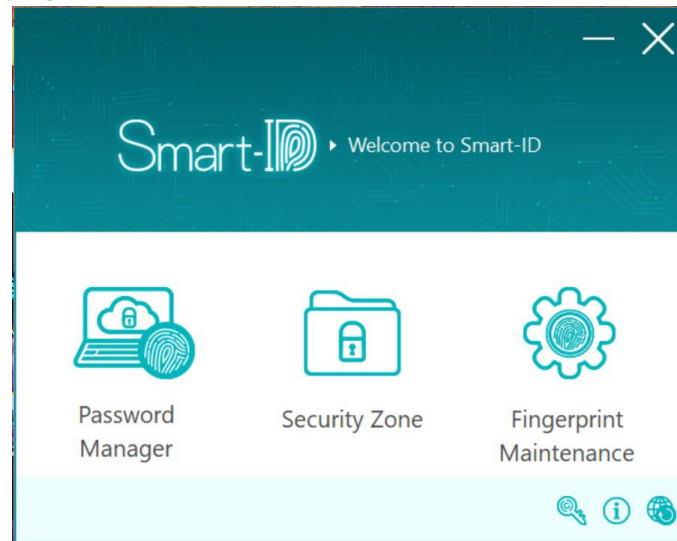 Smart-ID
Welcome to Smart-ID
Password
Manager
Security Zone
Fingerprint
Maintenance